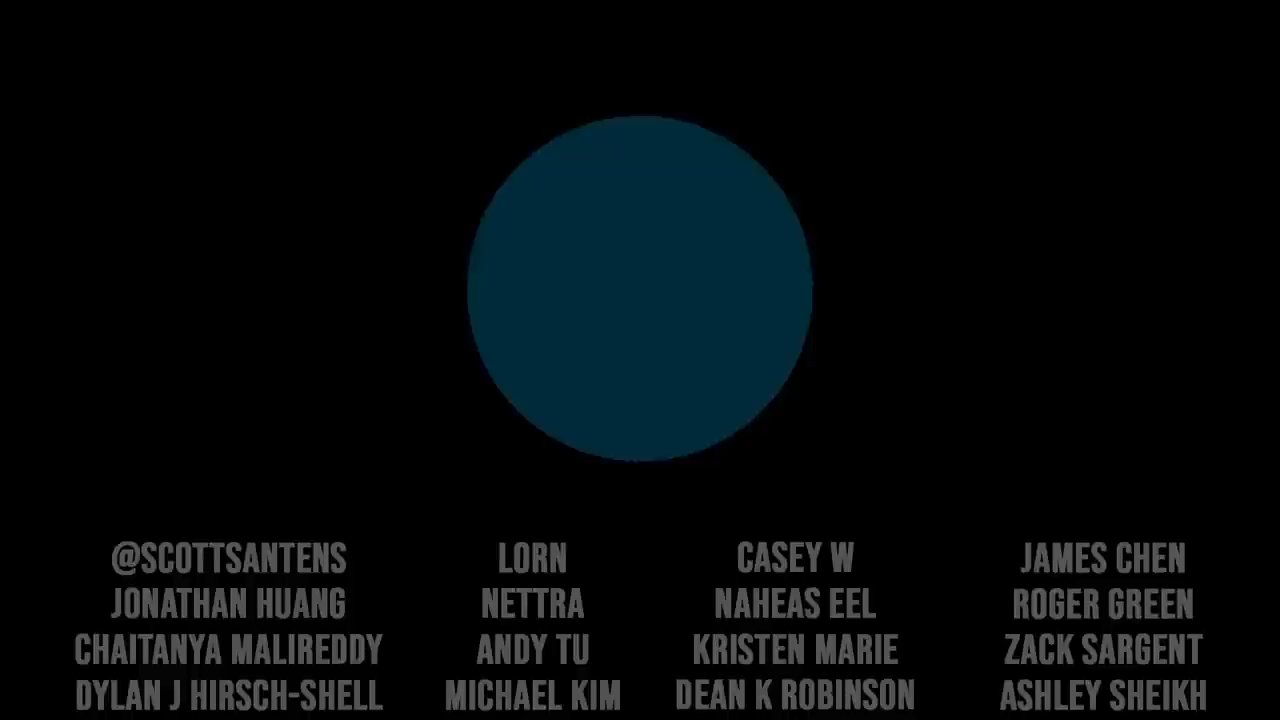 @SCOTTSANTENS LORN CASEY W JAMES CHEN
JONATHAN HUANG NETTRA NAHEAS EEL ROGER GREEN
CHAITANYA MALIREDDY ANDY TU KRISTEN MARIE ZACK SARGENT
DYLAN J HIRSCH-SHELL MICHAEL KIM DEAN K ROBINSON ASHLEY SHEIKH